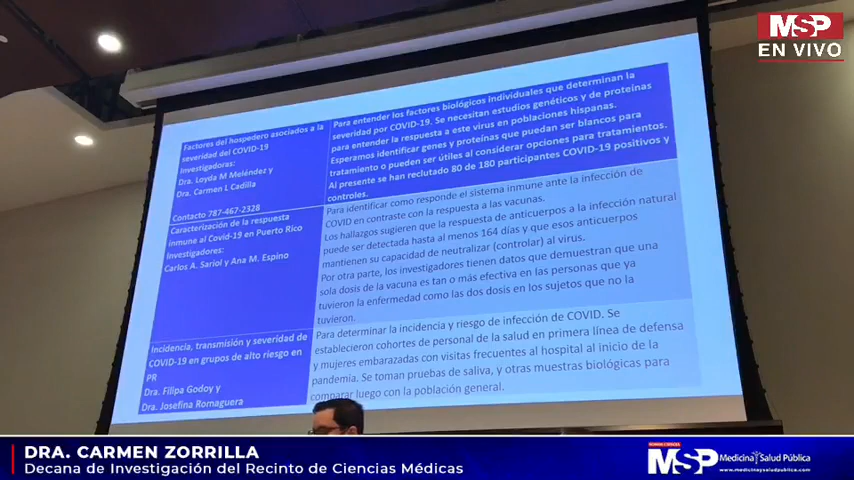 MSP
EN VIVO
Factores del hospedero asociados a la
severidad del COVID-19
Investigadoras:
Dra. Loyda M Meléndez y
Dra. Carmen L Cadilla
Contacto 787-467-2328
Para entender los factores biológicos individuales que determinan la
severidad por COVID-19. Se necesitan estudios genéticos y de proteínas
para entender la respuesta a este virus en poblaciones hispanas.
Esperamos identificar genes y proteínas que puedan ser blancos para
tratamiento o pueden ser útiles al considerar opciones para tratamientos.
Al presente se han reclutado 80 de 180 participantes COVID-19 positivos y
controles.
Caracterización de la respuesta
inmune al Covid-19 en Puerto Rico
Investigadores:
Carlos A. Sariol y Ana M. Espino
Para identificar como responde el sistema inmune ante la infección de
COVID en contraste con la respuesta a las vacunas.
Los hallazgos sugieren que la respuesta de anticuerpos a la infección natural
puede ser detectada hasta al menos 164 días y que esos anticuerpos
mantienen su capacidad de neutralizar (controlar) al virus.
Por otra parte, los investigadores tienen datos que demuestran que una
sola dosis de la vacuna es tan o más efectiva en las personas que ya
tuvieron la enfermedad como las dos dosis en los sujetos que no la
tuvieron.
Incidencia, transmisión y severidad de
COVID-19 en grupos de alto riesgo en
PR
Dra. Filipa Godoy y
Dra. Josefina Romaguera
Para determinar la incidencia y riesgo de infección de COVID. Se
establecieron cohortes de personal de la salud en primera línea de defensa
y mujeres embarazadas con visitas frecuentes al hospital al inicio de la
pandemia. Se toman pruebas de saliva, y otras muestras biológicas para
comparar luego con la población general.
DRA. CARMEN ZORRILLA
Decana de Investigación del Recinto de Ciencias Médicas
MSP
Medicina y Salud Pública
www.medicinaysaludpublica.com